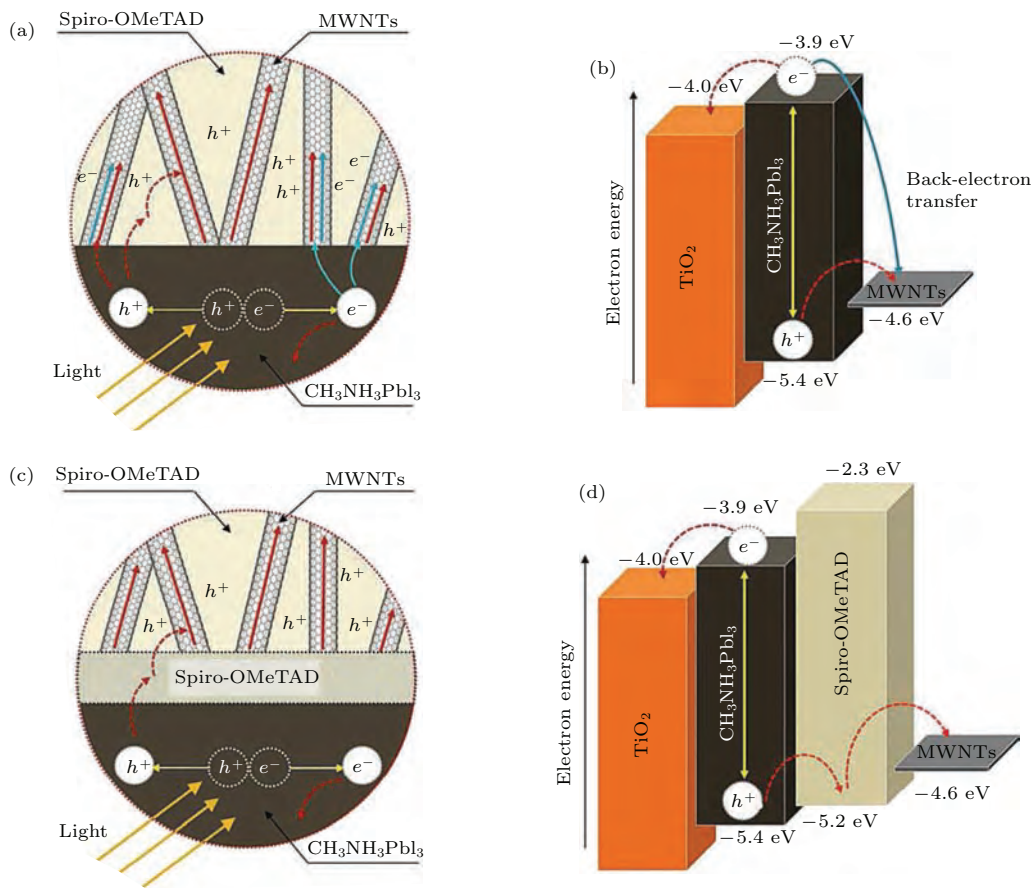 (a)
Spiro-OMeTAD
MWNTs
h⁺
h⁺
e⁻
h⁺
h⁺
e⁻
e⁻
h⁺
h⁺
h⁺
e⁻
e⁻
Light
CH₃NH₃PbI₃
(b)
−3.9 eV
e⁻
−4.0 eV
Electron energy
TiO₂
CH₃NH₃PbI₃
Back-electron
transfer
MWNTs
−4.6 eV
h⁺
−5.4 eV
(c)
Spiro-OMeTAD
MWNTs
h⁺
h⁺
h⁺
h⁺
h⁺
Spiro-OMeTAD
h⁺
h⁺
e⁻
e⁻
Light
CH₃NH₃PbI₃
(d)
−2.3 eV
−3.9 eV
e⁻
−4.0 eV
Electron energy
TiO₂
CH₃NH₃PbI₃
Spiro-OMeTAD
MWNTs
−4.6 eV
h⁺
−5.2 eV
−5.4 eV